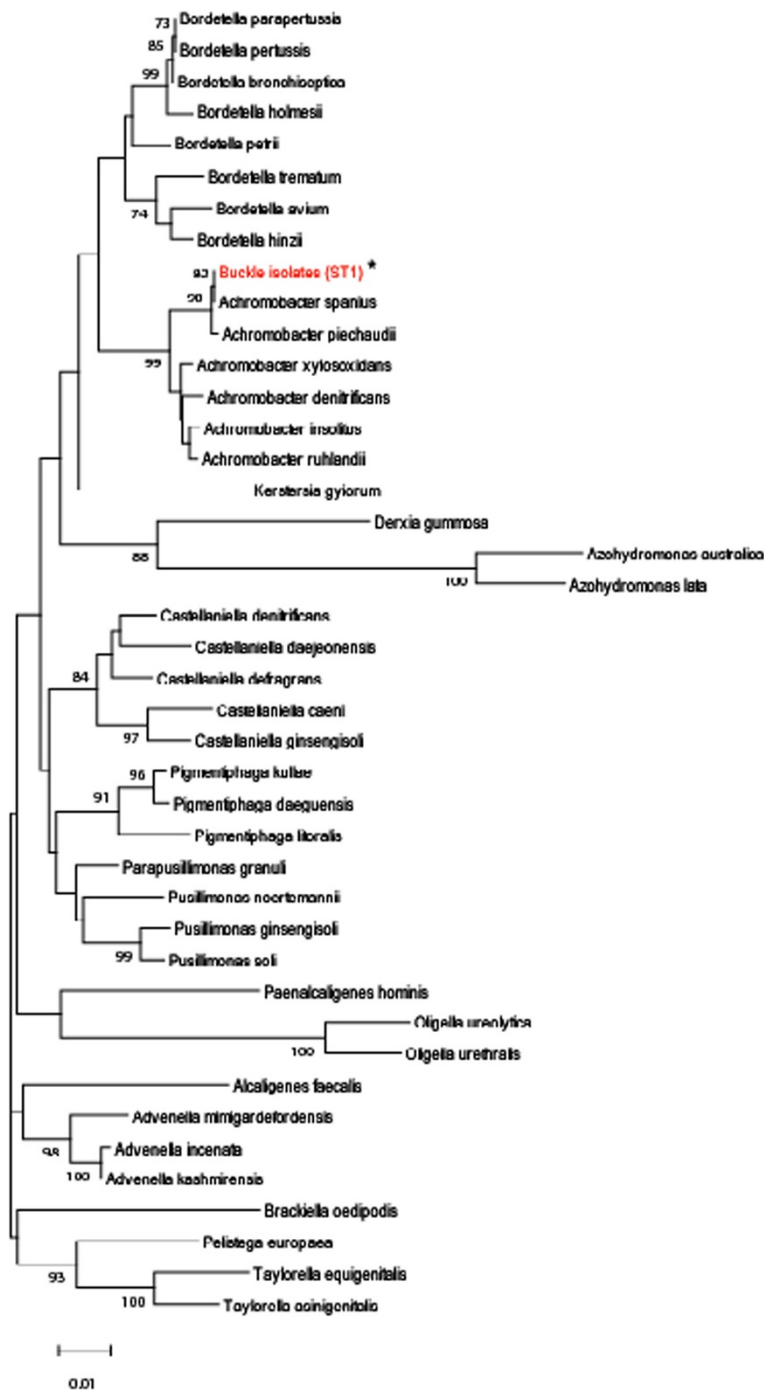 73 Bordetella parapertussis
85 Bordetella pertussis
99 Bordetella bronchiseptica
Bordetella holmesii
Bordetella petrii
Bordetella trematum
74 Bordetella avium
Bordetella hinzii
Buckle isolates (ST1) *
Achromobacter spanius
Achromobacter piechaudii
99 Achromobacter xylosoxidans
Achromobacter denitrificans
Achromobacter insolitus
Achromobacter ruhlandii
Kerstersia gyiorum
Derxia gummosa
88 Azohydromonas australica
100 Azohydromonas lata
Castellaniella denitrificans
Castellaniella daejeonensis
84 Castellaniella defragrans
Castellaniella caeni
97 Castellaniella ginsengisoli
96 Pigmentiphaga kullae
91 Pigmentiphaga daeguensis
Pigmentiphaga litoralis
Parapusillimonas granuli
Pusillimonas noertemannii
Pusillimonas ginsengisoli
99 Pusillimonas soli
Paenalcaligenes hominis
Oligella ureolytica
100 Oligella urethralis
Alcaligenes faecalis
Advenella mimigardefordensis
98 Advenella incenata
100 Advenella kashmirensis
Brackiella oedipodis
Pelistega europaea
93 Taylorella equigenitalis
100 Taylorella asinigenitalis
0.01